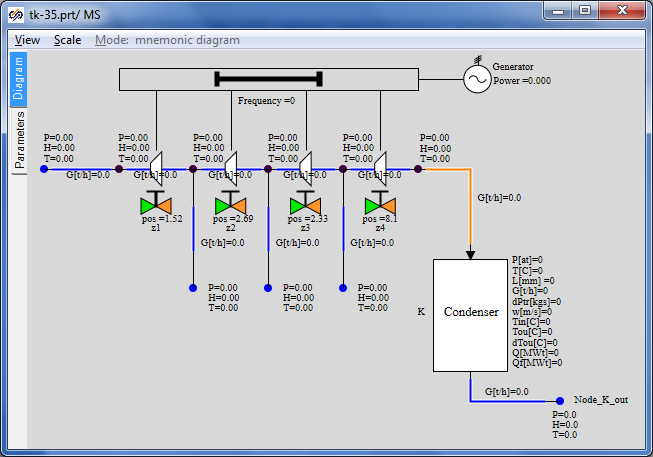 tk-35.prt/ MS
View Scale Mode: mnemonic diagram
Diagram
Parameters
Generator
Power =0.000
Frequency =0
P=0.00 P=0.00 P=0.00 P=0.00 P=0.00 P=0.00
H=0.00 H=0.00 H=0.00 H=0.00 H=0.00 H=0.00
T=0.00 T=0.00 T=0.00 T=0.00 T=0.00 T=0.00
G[t/h]=0.0 G[t/h]=0.0 G[t/h]=0.0 G[t/h]=0.0 G[t/h]=0.0
G[t/h]=0.0
pos =1.52 pos =2.69 pos =2.33 pos =8.1
z1 z2 z3 z4
G[t/h]=0.0 G[t/h]=0.0 G[t/h]=0.0
P=0.00 P=0.00 P=0.00
H=0.00 H=0.00 H=0.00
T=0.00 T=0.00 T=0.00
K
Condenser
P[at]=0
T[C]=0
L[mm] =0
G[t/h]=0
dPtr[kgs]=0
w[m/s]=0
Tin[C]=0
Tou[C]=0
dTou[C]=0
Q[MWt]=0
Qf[MWt]=0
G[t/h]=0.0
Node_K_out
P=0.0
H=0.0
T=0.0